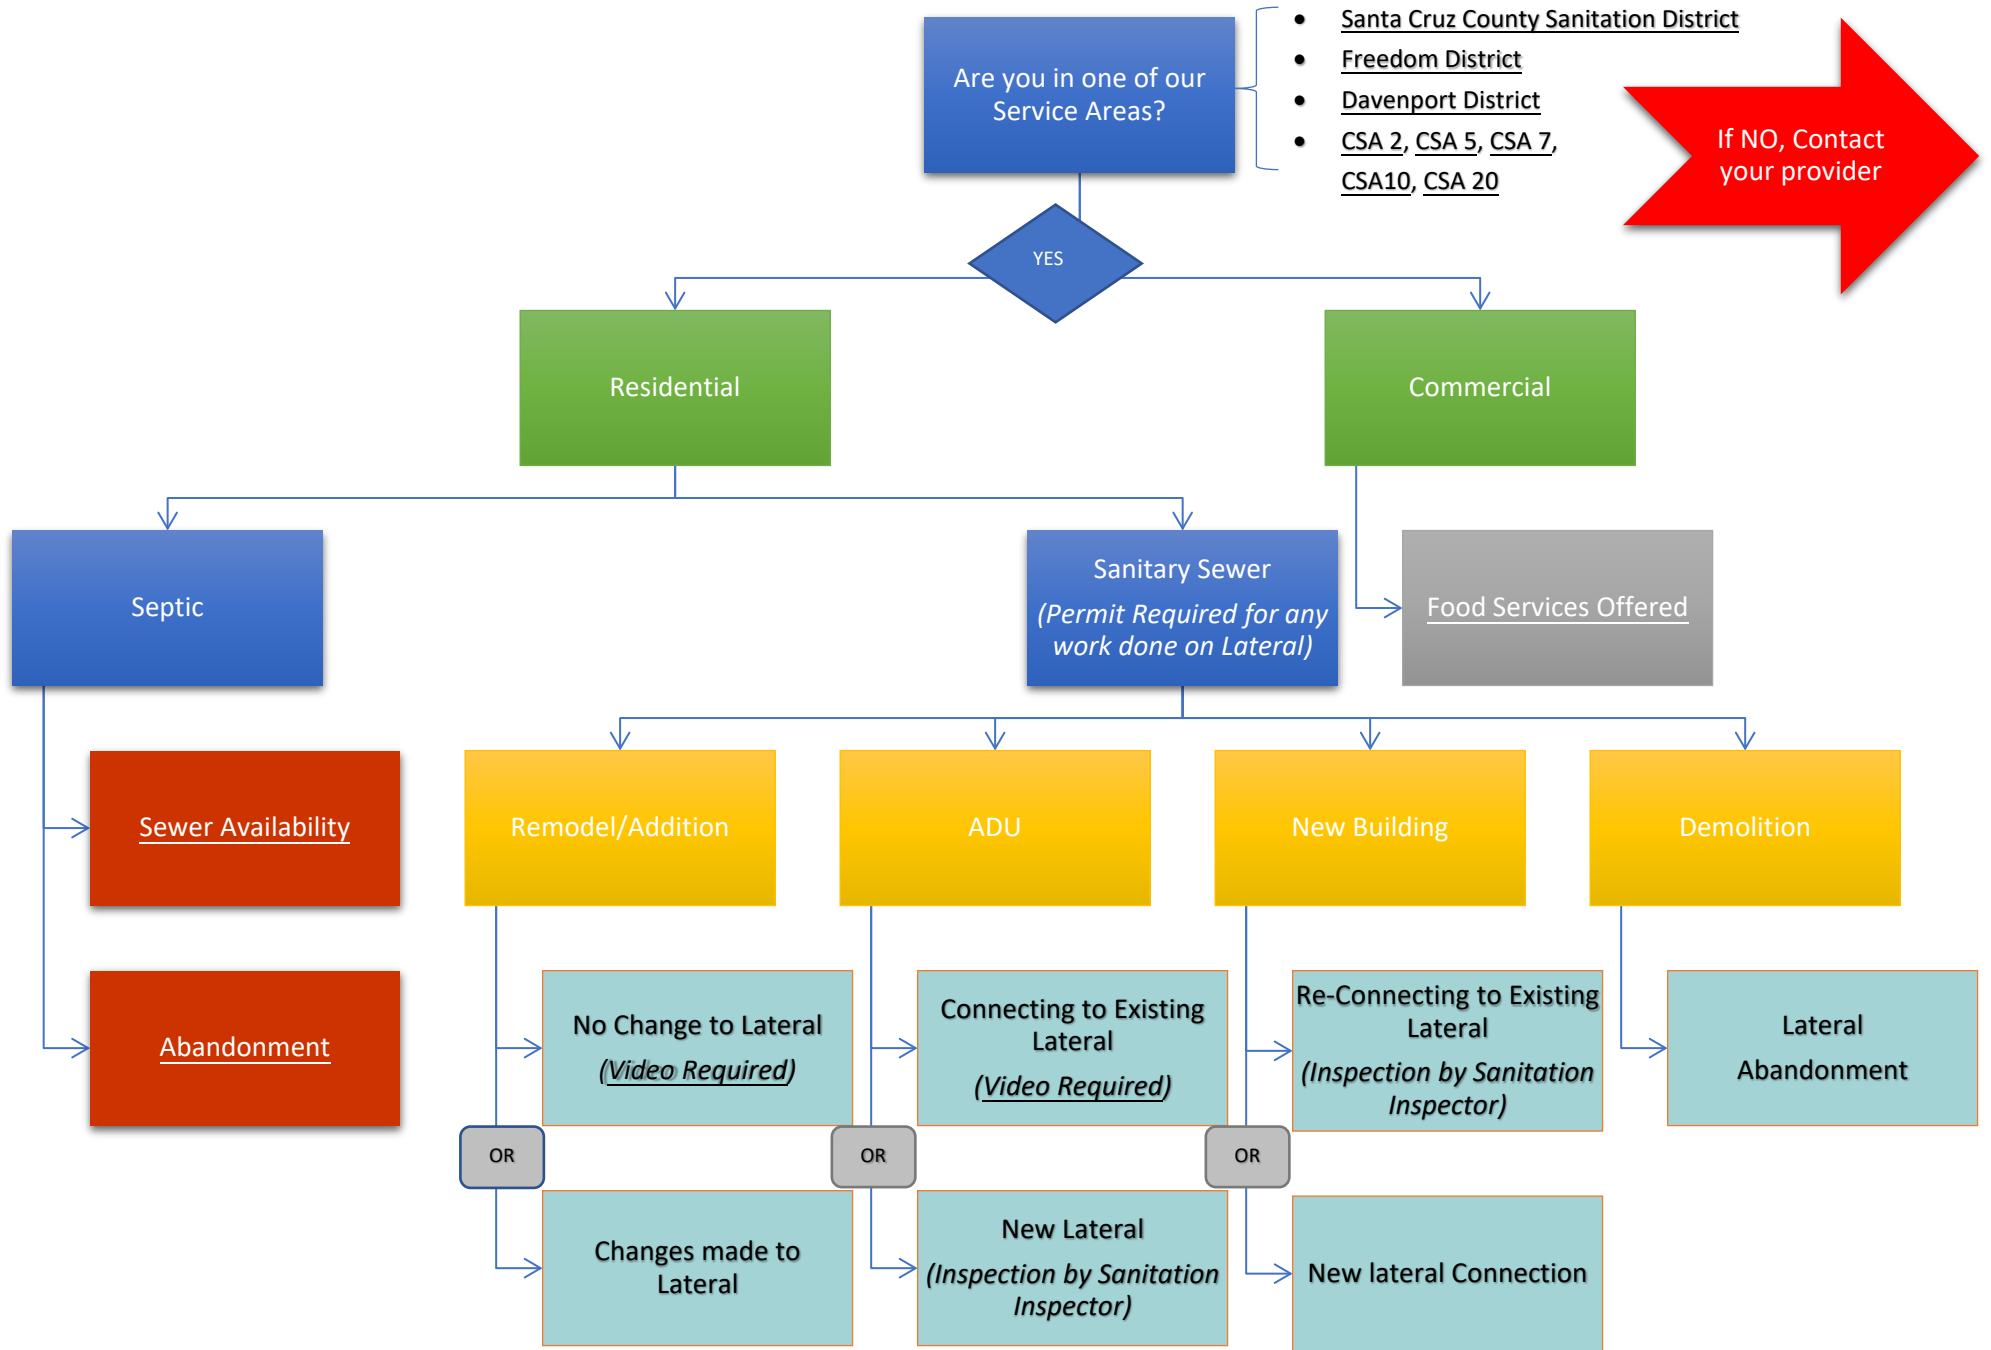 Are you in one of our
Service Areas?
• Santa Cruz County Sanitation District
• Freedom District
• Davenport District
• CSA 2, CSA 5, CSA 7,
CSA10, CSA 20
If NO, Contact
your provider
YES
Residential
Commercial
Septic
Sanitary Sewer
(Permit Required for any
work done on Lateral)
Food Services Offered
Sewer Availability
Remodel/Addition
ADU
New Building
Demolition
Abandonment
No Change to Lateral
(Video Required)
Connecting to Existing
Lateral
(Video Required)
Re-Connecting to Existing
Lateral
(Inspection by Sanitation
Inspector)
Lateral
Abandonment
OR
OR
OR
Changes made to
Lateral
New Lateral
(Inspection by Sanitation
Inspector)
New lateral Connection